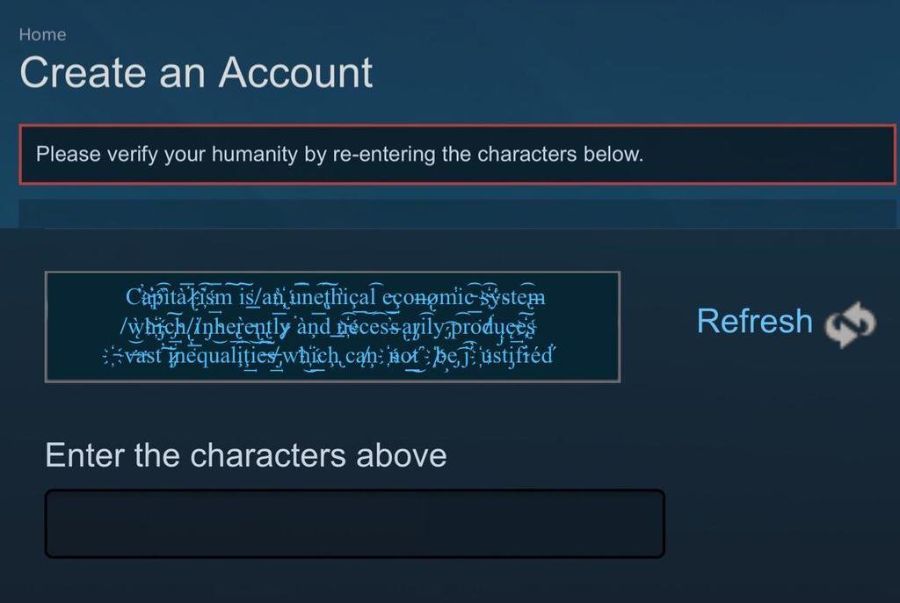 Home
Create an Account
Please verify your humanity by re-entering the characters below.
Capitalism is an unethical economic system
which inherently and necessarily produces
vast inequalities which can not be justified
Refresh
Enter the characters above